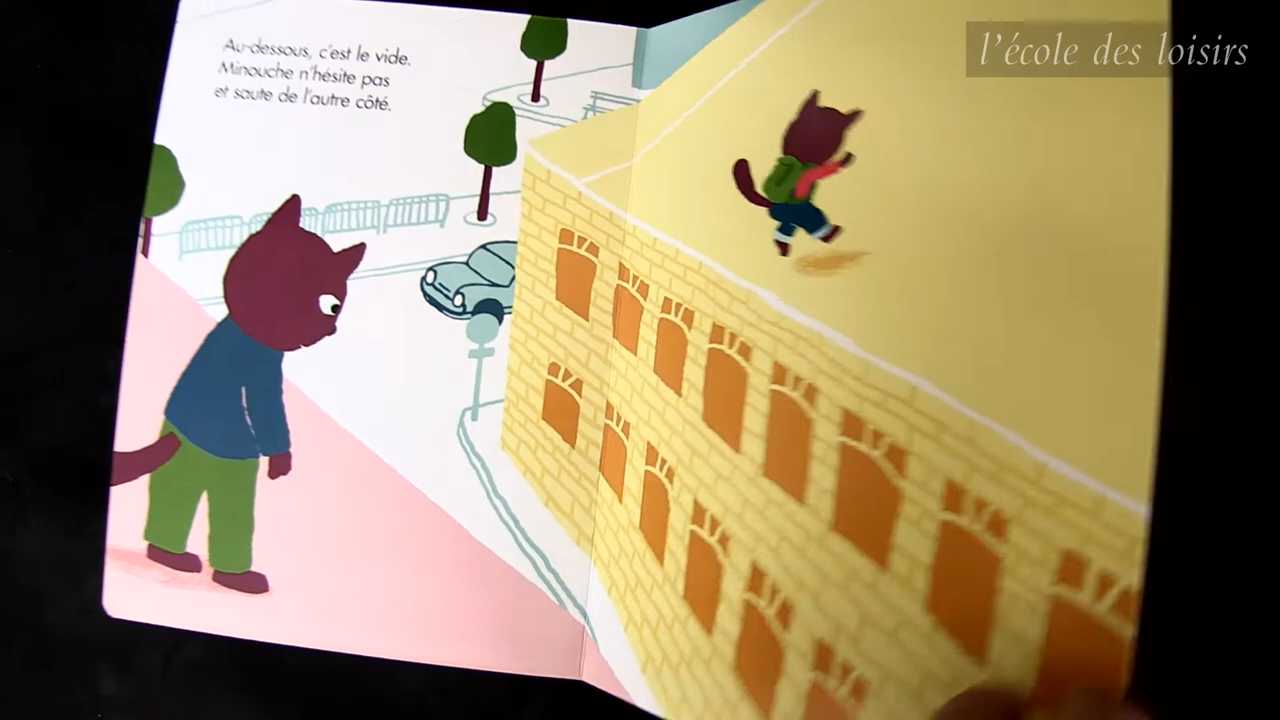 Au-dessous, c'est le vide.
Minouche n'hésite pas
et saute de l'autre côté.
l'école des loisirs